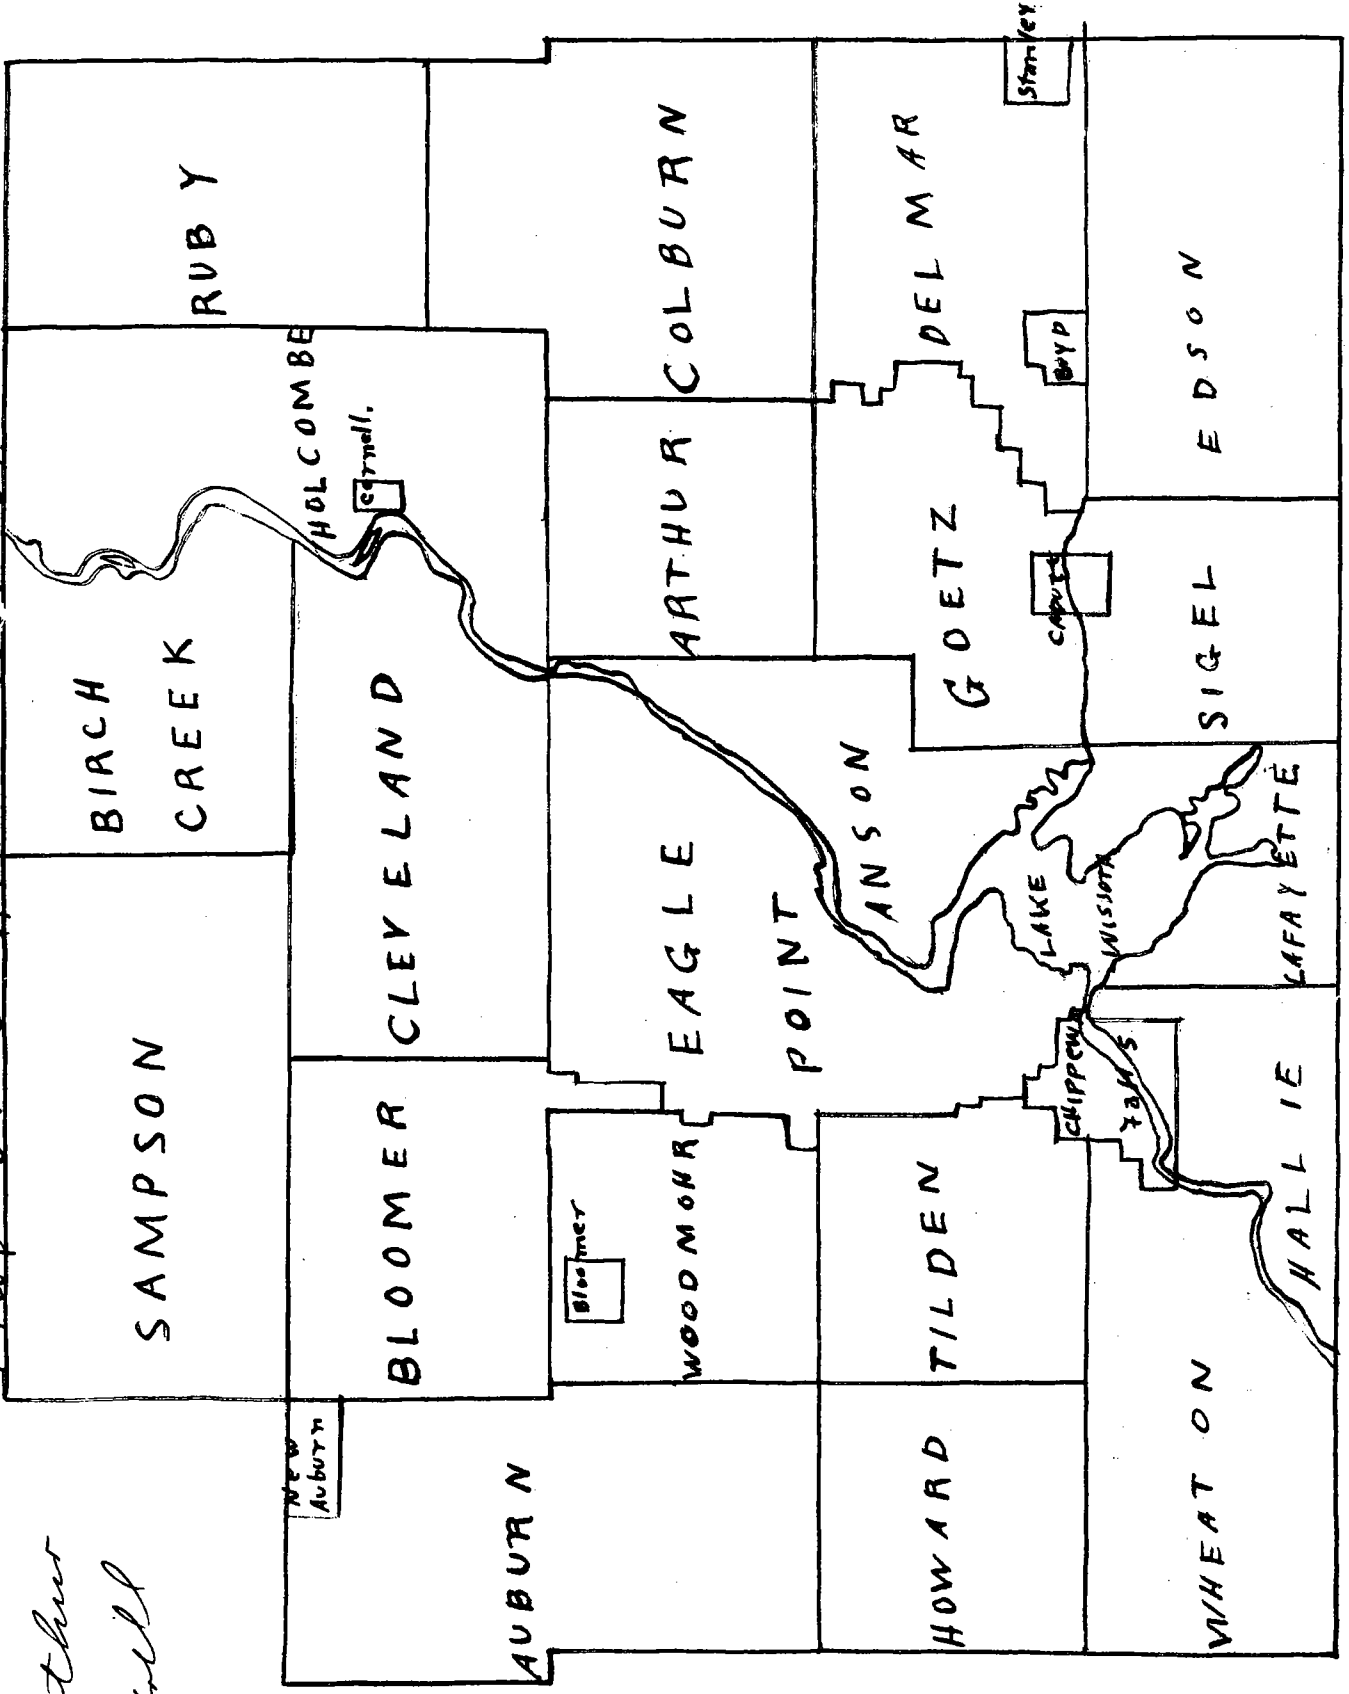 BIRCH
CREEK
RUBY
SAMPSON
HOLCOMBE
Cornell.
New
Auburn
BLOOMER
CLEVELAND
AUBURN
Bloomer
WOODMOHR
EAGLE
POINT
ARTHUR
COLBURN
ANSON
HOWARD
TILDEN
GOETZ
DELMAR
Stanley
BOYD
LAKE
WISSOTA
CHIPPEWA
WHEATON
HALLIE
LAFAYETTE
SIGEL
EDSON